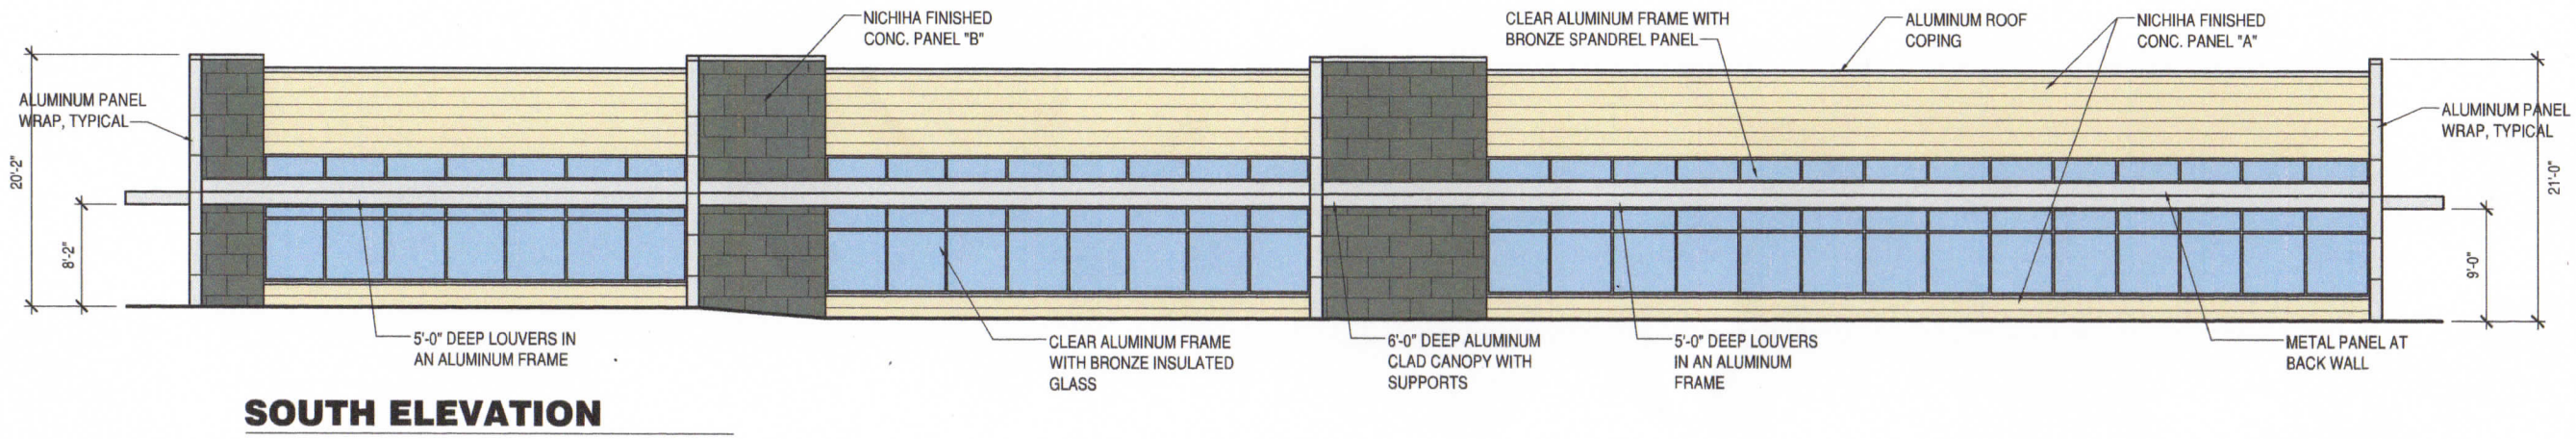 NICHIHA FINISHED
CONC. PANEL "B"
CLEAR ALUMINUM FRAME WITH
BRONZE SPANDREL PANEL
ALUMINUM ROOF
COPING
NICHIHA FINISHED
CONC. PANEL "A"
ALUMINUM PANEL
WRAP, TYPICAL
20'-2"
8'-2"
ALUMINUM PANEL
WRAP, TYPICAL
21'-0"
9'-0"
5'-0" DEEP LOUVERS IN
AN ALUMINUM FRAME
CLEAR ALUMINUM FRAME
WITH BRONZE INSULATED
GLASS
6'-0" DEEP ALUMINUM
CLAD CANOPY WITH
SUPPORTS
5'-0" DEEP LOUVERS
IN AN ALUMINUM
FRAME
METAL PANEL AT
BACK WALL
SOUTH ELEVATION